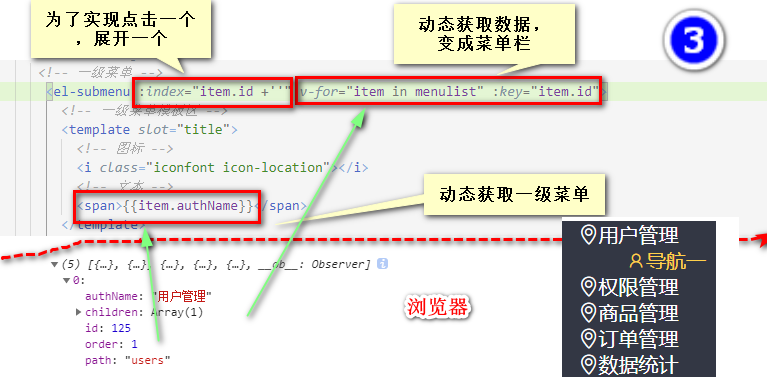 为了实现点击一个
，展开一个
动态获取数据，
变成菜单栏
3
<!-- 一级菜单 -->
<el-submenu :index="item.id +''" v-for="item in menulist" :key="item.id">
<!-- 一级菜单模板区 -->
<template slot="title">
<!-- 图标 -->
<i class="iconfont icon-location"></i>
<!-- 文本 -->
<span>{{item.authName}}</span>
</template>
动态获取一级菜单
▼(5) [{…}, {…}, {…}, {…}, {…}, __ob__: Observer] i
▼0:
authName: "用户管理"
▶children: Array(1)
id: 125
order: 1
path: "users"
浏览器
用户管理
导航一
权限管理
商品管理
订单管理
数据统计